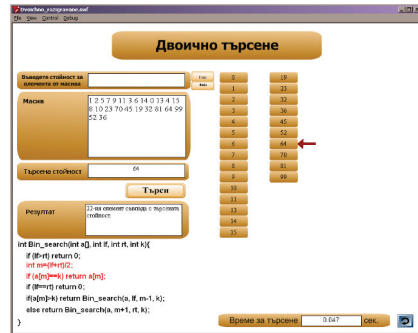 Dvoichno_razgravane.swf
File View Control Debug
Двоично търсене
Въведете стойност за
елемента от масива
Масив
1 2 5 7 9 11 3 6 14 0 13 4 15
8 10 23 70 45 19 32 81 64 99
52 36
Търсена стойност
64
Търси
Резултат
22-ия елемент съвпада с търсената
стойност
int Bin_search(int a[], int lf, int rt, int k){
if (lf>rt) return 0;
int m=(lf+rt)/2;
if (a[m]==k) return a[m];
if (lf==rt) return 0;
if(a[m]>k) return Bin_search(a, lf, m-1, k);
else return Bin_search(a, m+1, rt, k);
}
0
1
2
3
4
5
6
7
8
9
10
11
13
14
15
19
23
32
36
45
52
64
70
81
99
Време за търсене
0.047
сек.